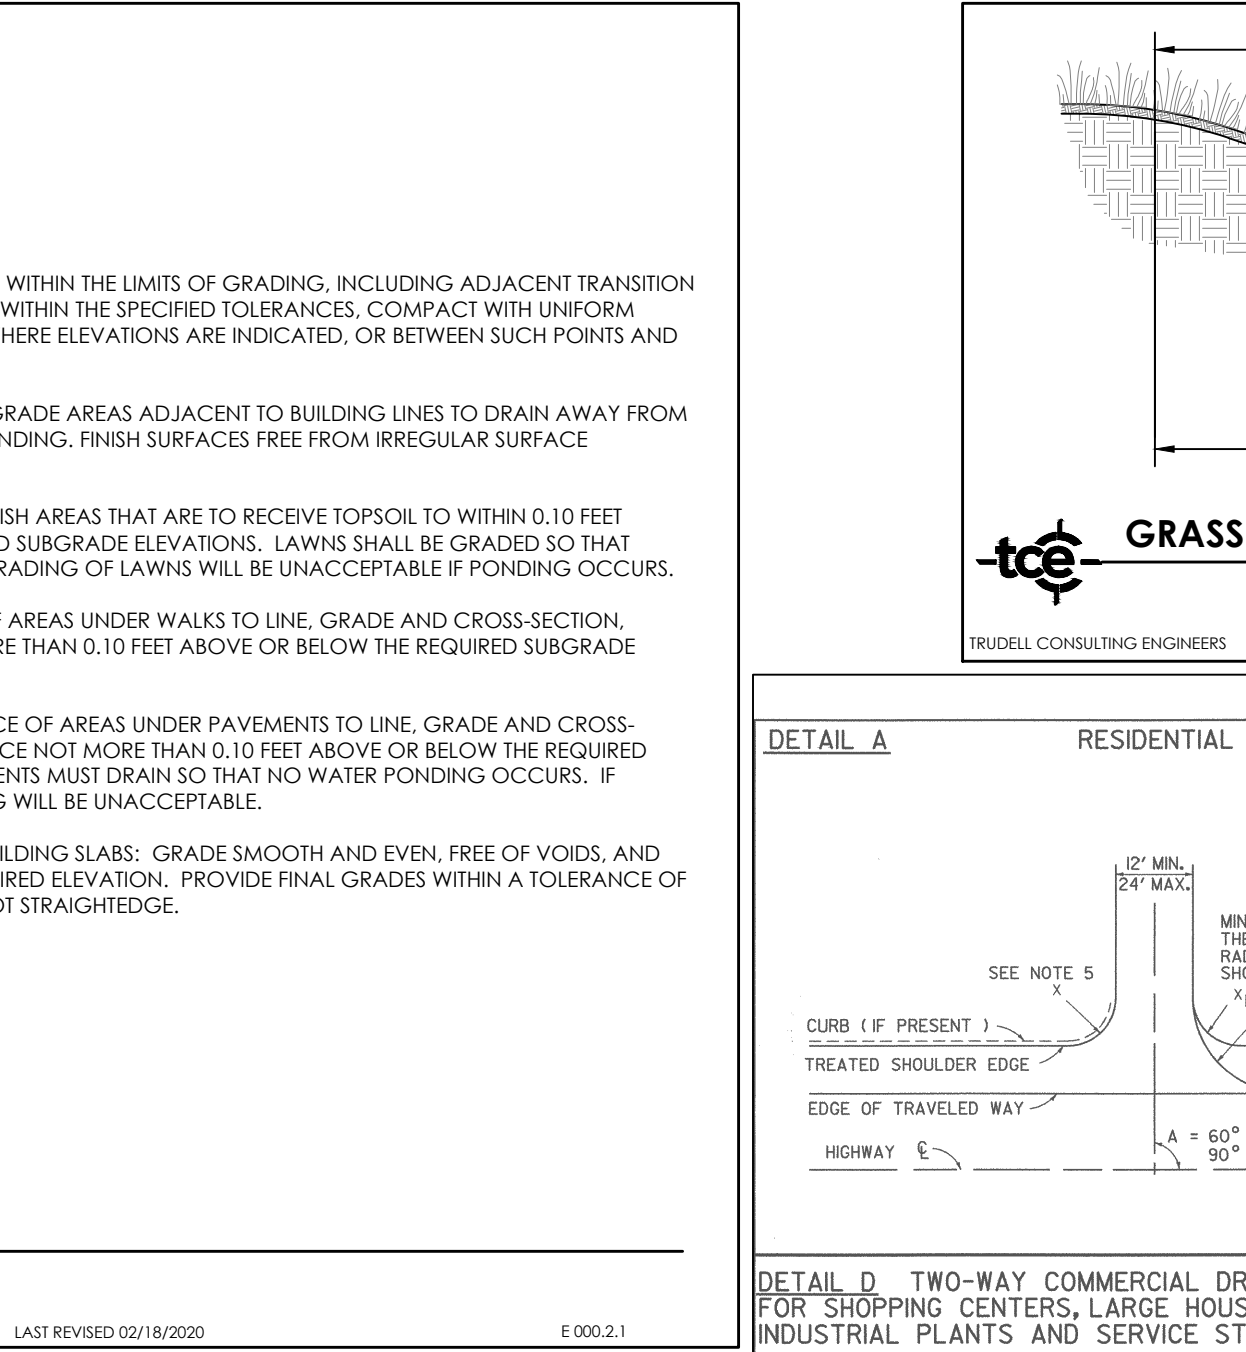 WITHIN THE LIMITS OF GRADING, INCLUDING ADJACENT TRANSITION
WITHIN THE SPECIFIED TOLERANCES, COMPACT WITH UNIFORM
HERE ELEVATIONS ARE INDICATED, OR BETWEEN SUCH POINTS AND
GRADE AREAS ADJACENT TO BUILDING LINES TO DRAIN AWAY FROM
NDING. FINISH SURFACES FREE FROM IRREGULAR SURFACE
ISH AREAS THAT ARE TO RECEIVE TOPSOIL TO WITHIN 0.10 FEET
D SUBGRADE ELEVATIONS. LAWNS SHALL BE GRADED SO THAT
RADING OF LAWNS WILL BE UNACCEPTABLE IF PONDING OCCURS.
F AREAS UNDER WALKS TO LINE, GRADE AND CROSS-SECTION,
RE THAN 0.10 FEET ABOVE OR BELOW THE REQUIRED SUBGRADE
CE OF AREAS UNDER PAVEMENTS TO LINE, GRADE AND CROSS-
CE NOT MORE THAN 0.10 FEET ABOVE OR BELOW THE REQUIRED
ENTS MUST DRAIN SO THAT NO WATER PONDING OCCURS. IF
G WILL BE UNACCEPTABLE.
ILDING SLABS: GRADE SMOOTH AND EVEN, FREE OF VOIDS, AND
IRED ELEVATION. PROVIDE FINAL GRADES WITHIN A TOLERANCE OF
OT STRAIGHTEDGE.
LAST REVISED 02/18/2020
E 000.2.1
GRASS
tce
TRUDELL CONSULTING ENGINEERS
DETAIL A
RESIDENTIAL
12' MIN.
24' MAX.
MIN
THE
RAD
SHO
X
SEE NOTE 5
X
CURB (IF PRESENT )
TREATED SHOULDER EDGE
EDGE OF TRAVELED WAY
HIGHWAY ℄
A = 60°
90°
DETAIL D TWO-WAY COMMERCIAL DR
FOR SHOPPING CENTERS, LARGE HOUS
INDUSTRIAL PLANTS AND SERVICE ST